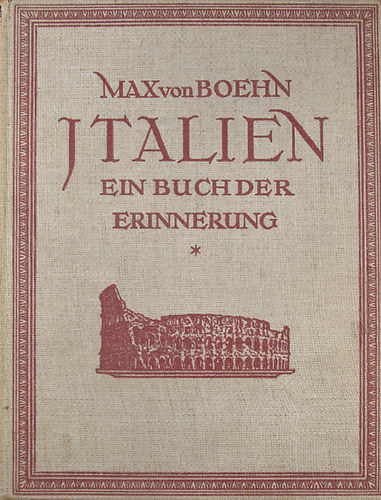 MAX von BOEHN
JTALIEN
EIN BUCH DER
ERINNERUNG
*